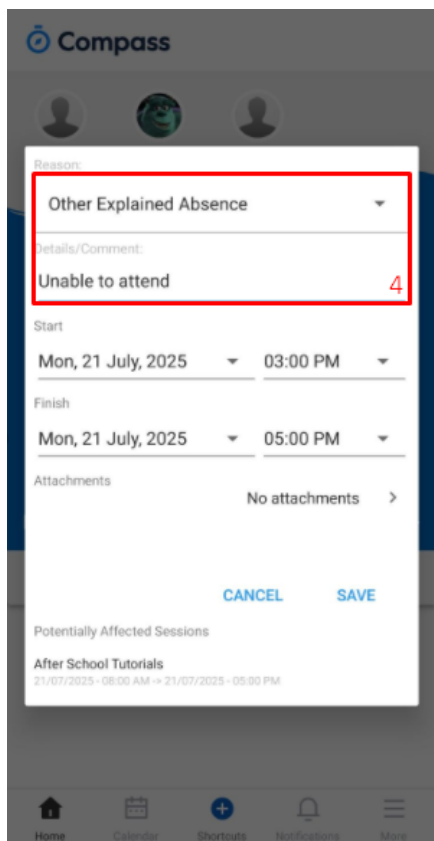 Compass
Reason:
Other Explained Absence
Details/Comment:
Unable to attend
4
Start
Mon, 21 July, 2025 03:00 PM
Finish
Mon, 21 July, 2025 05:00 PM
Attachments
No attachments
CANCEL SAVE
Potentially Affected Sessions
After School Tutorials
21/07/2025 - 08:00 AM -> 21/07/2025 - 05:00 PM
Home Calendar Shortcuts Notifications More